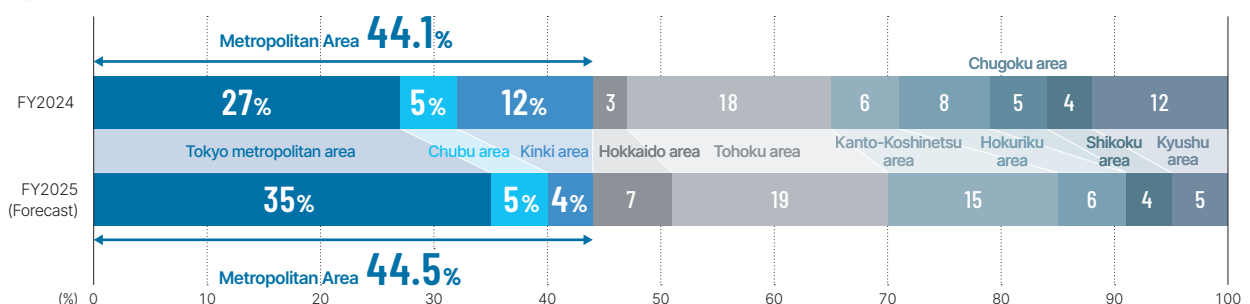 Metropolitan Area 44.1%
Chugoku area
FY2024
27%
5%
12%
3
18
6
8
5
4
12
Tokyo metropolitan area
Chubu area
Kinki area
Hokkaido area
Tohoku area
Kanto-Koshinetsu
area
Hokuriku
area
Shikoku
area
Kyushu
area
FY2025
(Forecast)
35%
5%
4%
7
19
15
6
4
5
Metropolitan Area 44.5%
(%) 0 10 20 30 40 50 60 70 80 90 100